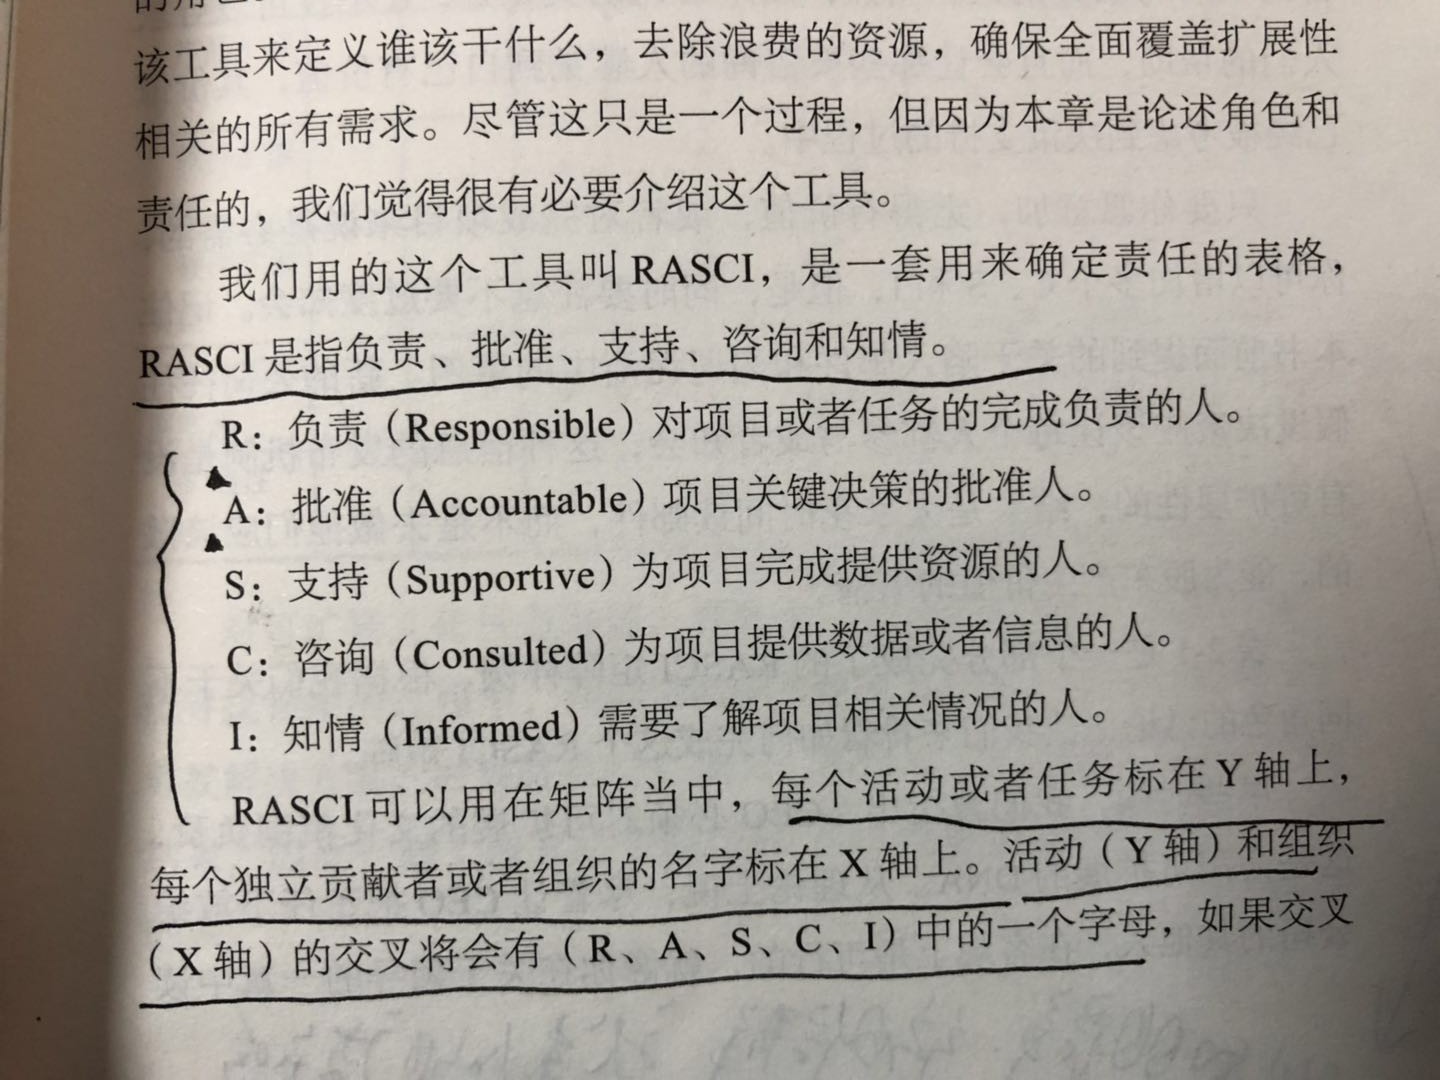 的角色。
该工具来定义谁该干什么，去除浪费的资源，确保全面覆盖扩展性
相关的所有需求。尽管这只是一个过程，但因为本章是论述角色和
责任的，我们觉得很有必要介绍这个工具。
我们用的这个工具叫 RASCI，是一套用来确定责任的表格，
RASCI 是指负责、批准、支持、咨询和知情。
R：负责（Responsible）对项目或者任务的完成负责的人。
A：批准（Accountable）项目关键决策的批准人。
S：支持（Supportive）为项目完成提供资源的人。
C：咨询（Consulted）为项目提供数据或者信息的人。
I：知情（Informed）需要了解项目相关情况的人。
RASCI 可以用在矩阵当中，每个活动或者任务标在 Y 轴上，
每个独立贡献者或者组织的名字标在 X 轴上。活动（Y 轴）和组织
（X 轴）的交叉将会有（R、A、S、C、I）中的一个字母，如果交叉